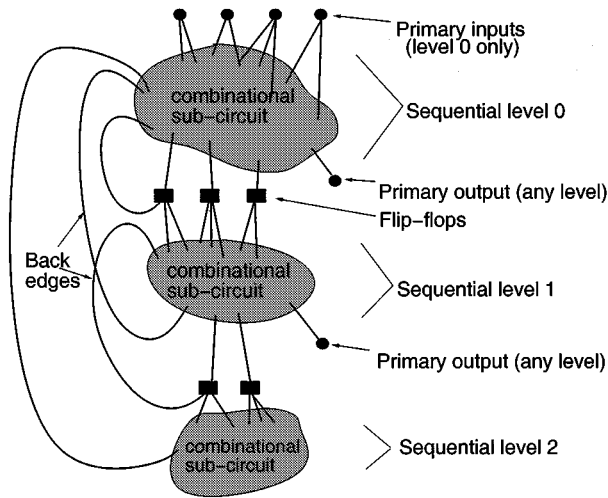 Primary inputs
(level 0 only)
combinational
sub-circuit
Sequential level 0
Primary output (any level)
Flip-flops
Back
edges
combinational
sub-circuit
Sequential level 1
Primary output (any level)
combinational
sub-circuit
Sequential level 2